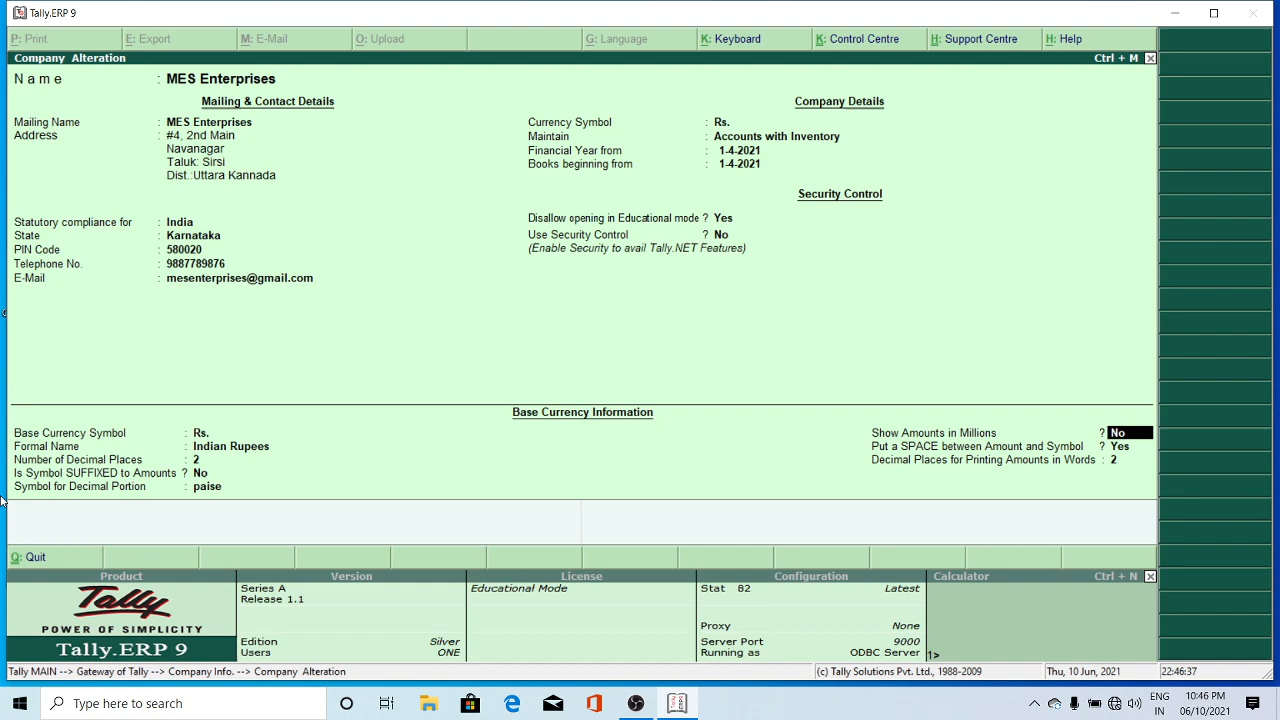 Tally.ERP 9
P: Print E: Export M: E-Mail O: Upload G: Language K: Keyboard K: Control Centre H: Support Centre H: Help
Company Alteration Ctrl + M
Name : MES Enterprises
Mailing & Contact Details
Mailing Name : MES Enterprises
Address : #4, 2nd Main
Navanagar
Taluk: Sirsi
Dist.:Uttara Kannada
Statutory compliance for : India
State : Karnataka
PIN Code : 580020
Telephone No. : 9887789876
E-Mail : mesenterprises@gmail.com
Company Details
Currency Symbol : Rs.
Maintain : Accounts with Inventory
Financial Year from : 1-4-2021
Books beginning from : 1-4-2021
Security Control
Disallow opening in Educational mode ? Yes
Use Security Control ? No
(Enable Security to avail Tally.NET Features)
Base Currency Information
Base Currency Symbol : Rs.
Formal Name : Indian Rupees
Number of Decimal Places : 2
Is Symbol SUFFIXED to Amounts ? No
Symbol for Decimal Portion : paise
Show Amounts in Millions ? No
Put a SPACE between Amount and Symbol ? Yes
Decimal Places for Printing Amounts in Words : 2
Q: Quit
Product
Tally
POWER OF SIMPLICITY
Tally.ERP 9
Version
Series A
Release 1.1
Edition Silver
Users ONE
License
Educational Mode
Configuration
Stat 82 Latest
Proxy None
Server Port 9000
Running as ODBC Server
Calculator Ctrl + N
1>
Tally MAIN --> Gateway of Tally --> Company Info. --> Company Alteration (c) Tally Solutions Pvt. Ltd., 1988-2009 Thu, 10 Jun, 2021 22:46:37
Type here to search
ENG 10:46 PM
IN 06/10/2021